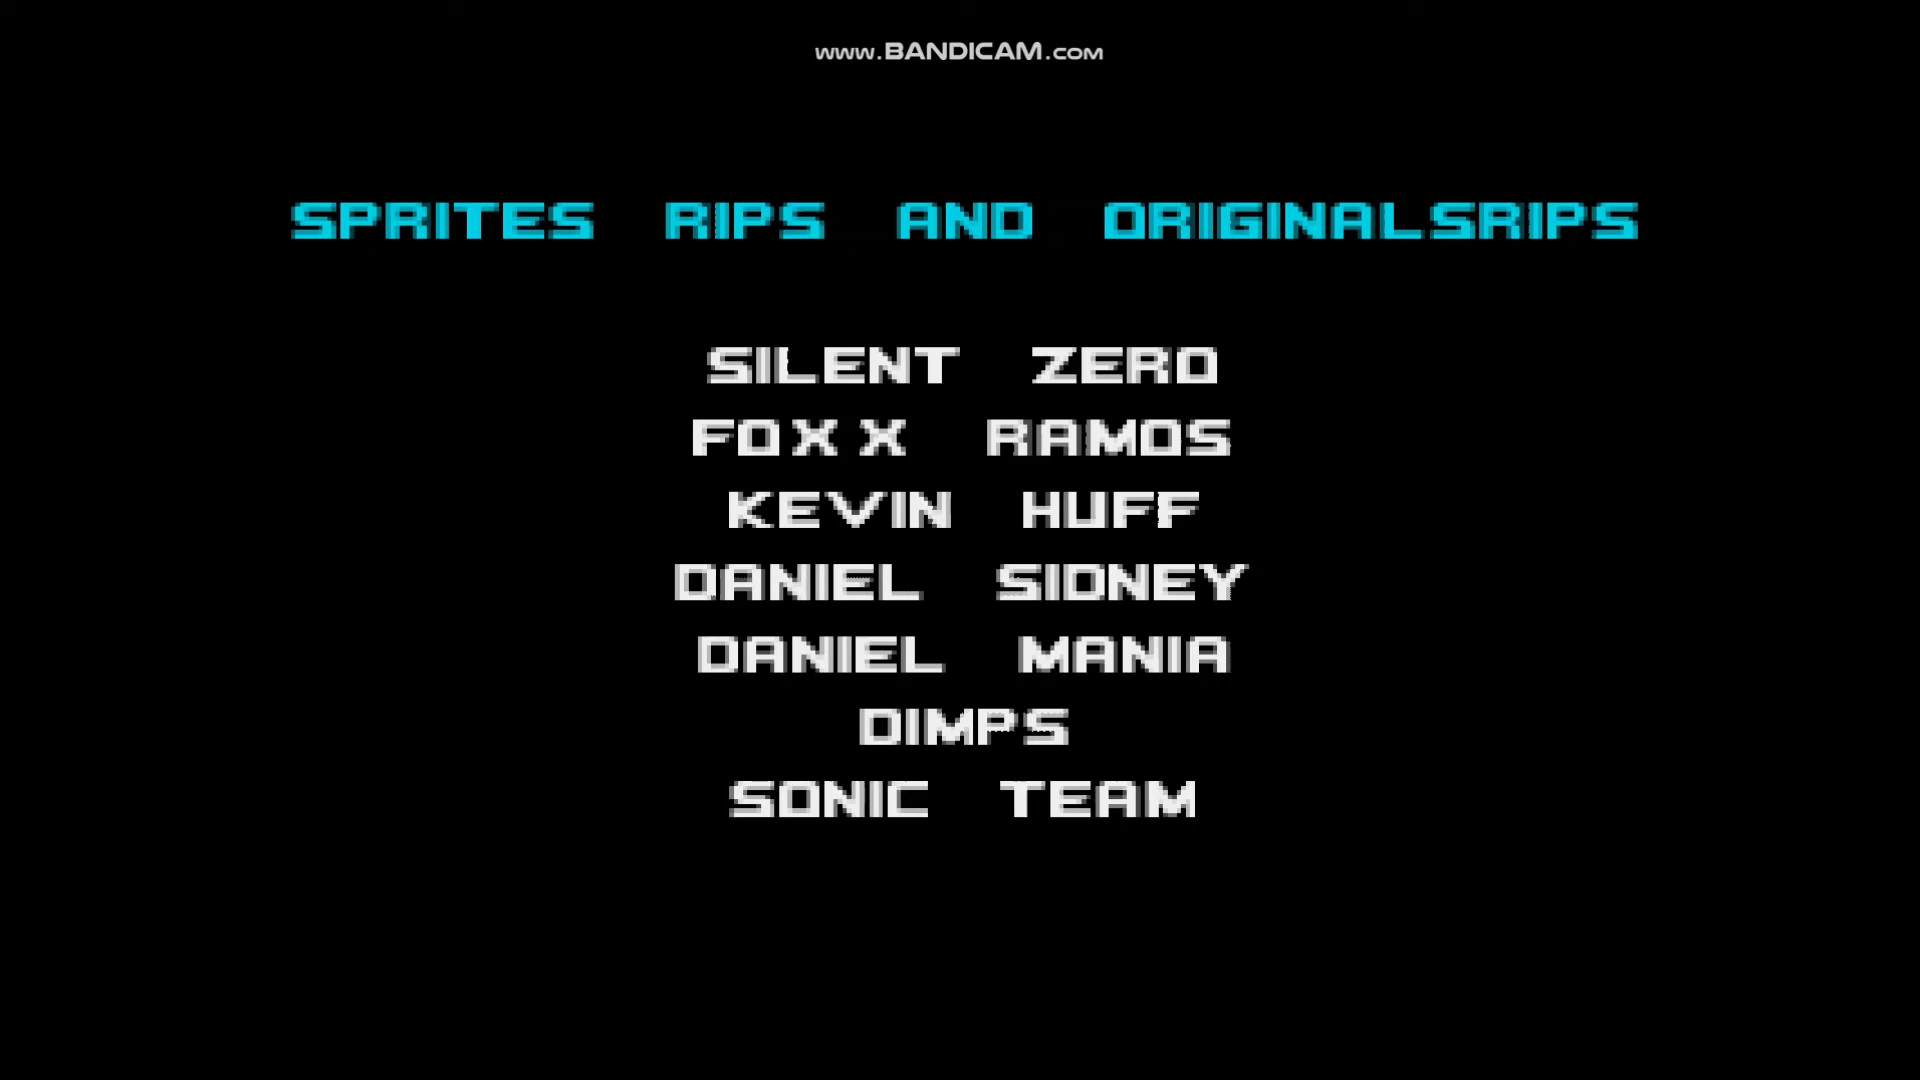 www.BANDICAM.com
SPRITES RIPS AND ORIGINALSRIPS
SILENT ZERO
FOXX RAMOS
KEVIN HUFF
DANIEL SIDNEY
DANIEL MANIA
DIMPS
SONIC TEAM